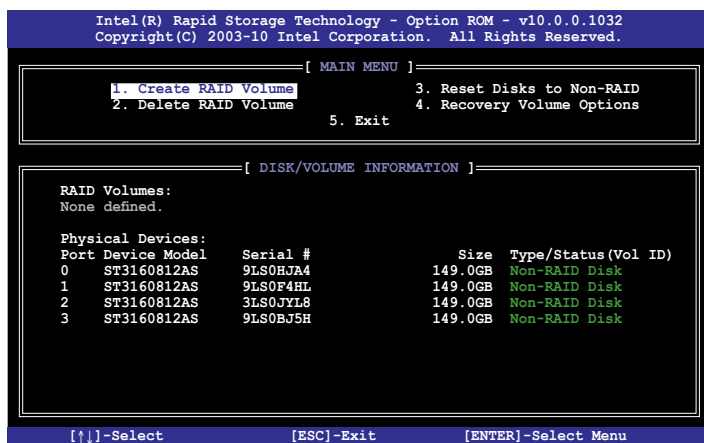 Intel(R) Rapid Storage Technology - Option ROM - v10.0.0.1032
Copyright(C) 2003-10 Intel Corporation. All Rights Reserved.
[ MAIN MENU ]
1. Create RAID Volume 3. Reset Disks to Non-RAID
2. Delete RAID Volume 4. Recovery Volume Options
5. Exit
[ DISK/VOLUME INFORMATION ]
RAID Volumes:
None defined.
Physical Devices:
Port Device Model Serial # Size Type/Status(Vol ID)
0 ST3160812AS 9LS0HJA4 149.0GB Non-RAID Disk
1 ST3160812AS 9LS0F4HL 149.0GB Non-RAID Disk
2 ST3160812AS 3LS0JYL8 149.0GB Non-RAID Disk
3 ST3160812AS 9LS0BJ5H 149.0GB Non-RAID Disk
[↑↓]-Select [ESC]-Exit [ENTER]-Select Menu